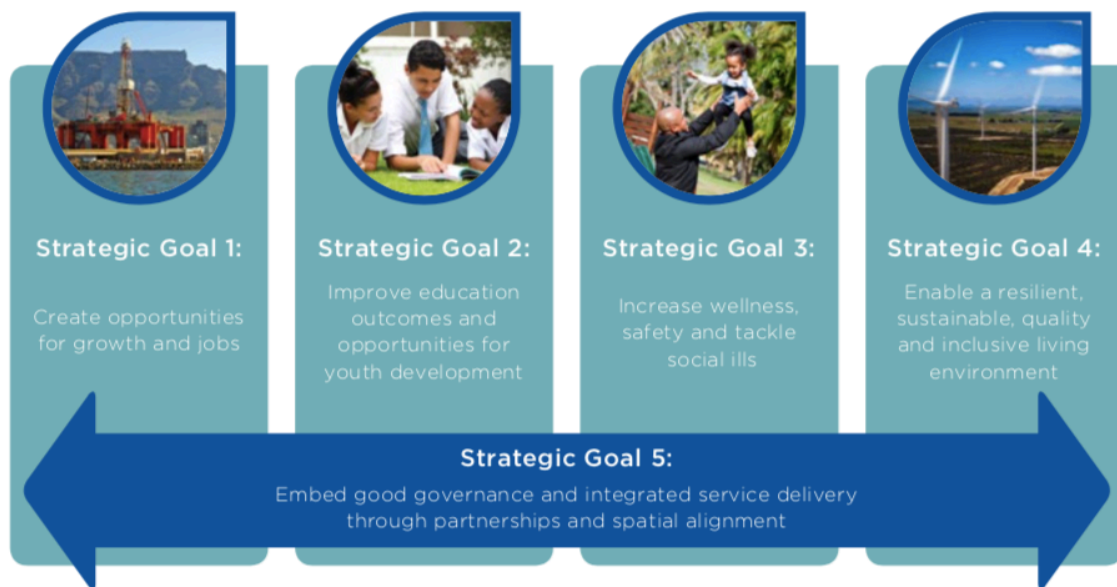 Strategic Goal 1:
Create opportunities
for growth and jobs
Strategic Goal 2:
Improve education
outcomes and
opportunities for
youth development
Strategic Goal 3:
Increase wellness,
safety and tackle
social ills
Strategic Goal 4:
Enable a resilient,
sustainable, quality
and inclusive living
environment
Strategic Goal 5:
Embed good governance and integrated service delivery
through partnerships and spatial alignment